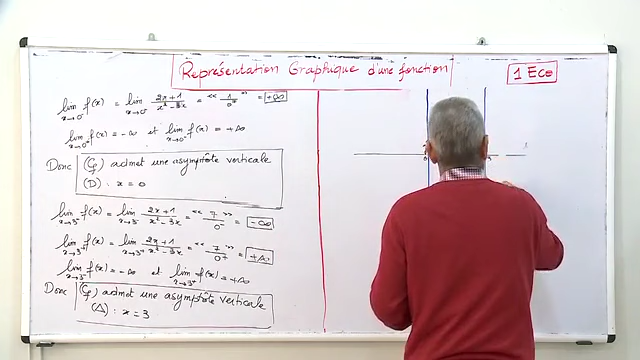 Représentation Graphique d'une fonction
1 Eco
lim f(x) = lim (2x+1)/(x²-3x) = "1/0⁺" = +∞
x→0⁻ x→0⁻
lim f(x) = -∞ et lim f(x) = +∞
x→0⁺ x→0⁻
Donc (Cf) admet une asymptôte verticale
(D) : x = 0
lim f(x) = lim (2x+1)/(x²-3x) = "7/0⁻" = -∞
x→3⁻ x→3⁻
lim f(x) = lim (2x+1)/(x²-3x) = "7/0⁺" = +∞
x→3⁺ x→3⁺
lim f(x) = -∞ et lim f(x) = +∞
x→3⁻ x→3⁺
Donc (Cf) admet une asymptôte verticale
(Δ) : x = 3